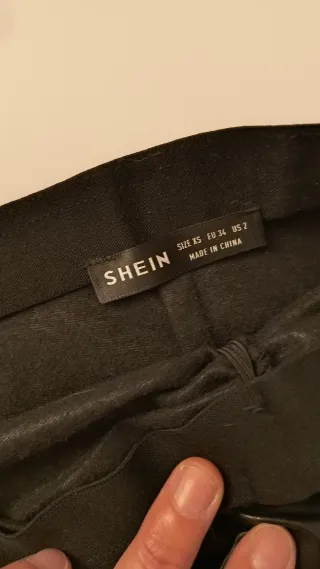 SHEIN
SIZE XS EU 34 US 2
MADE IN CHINA